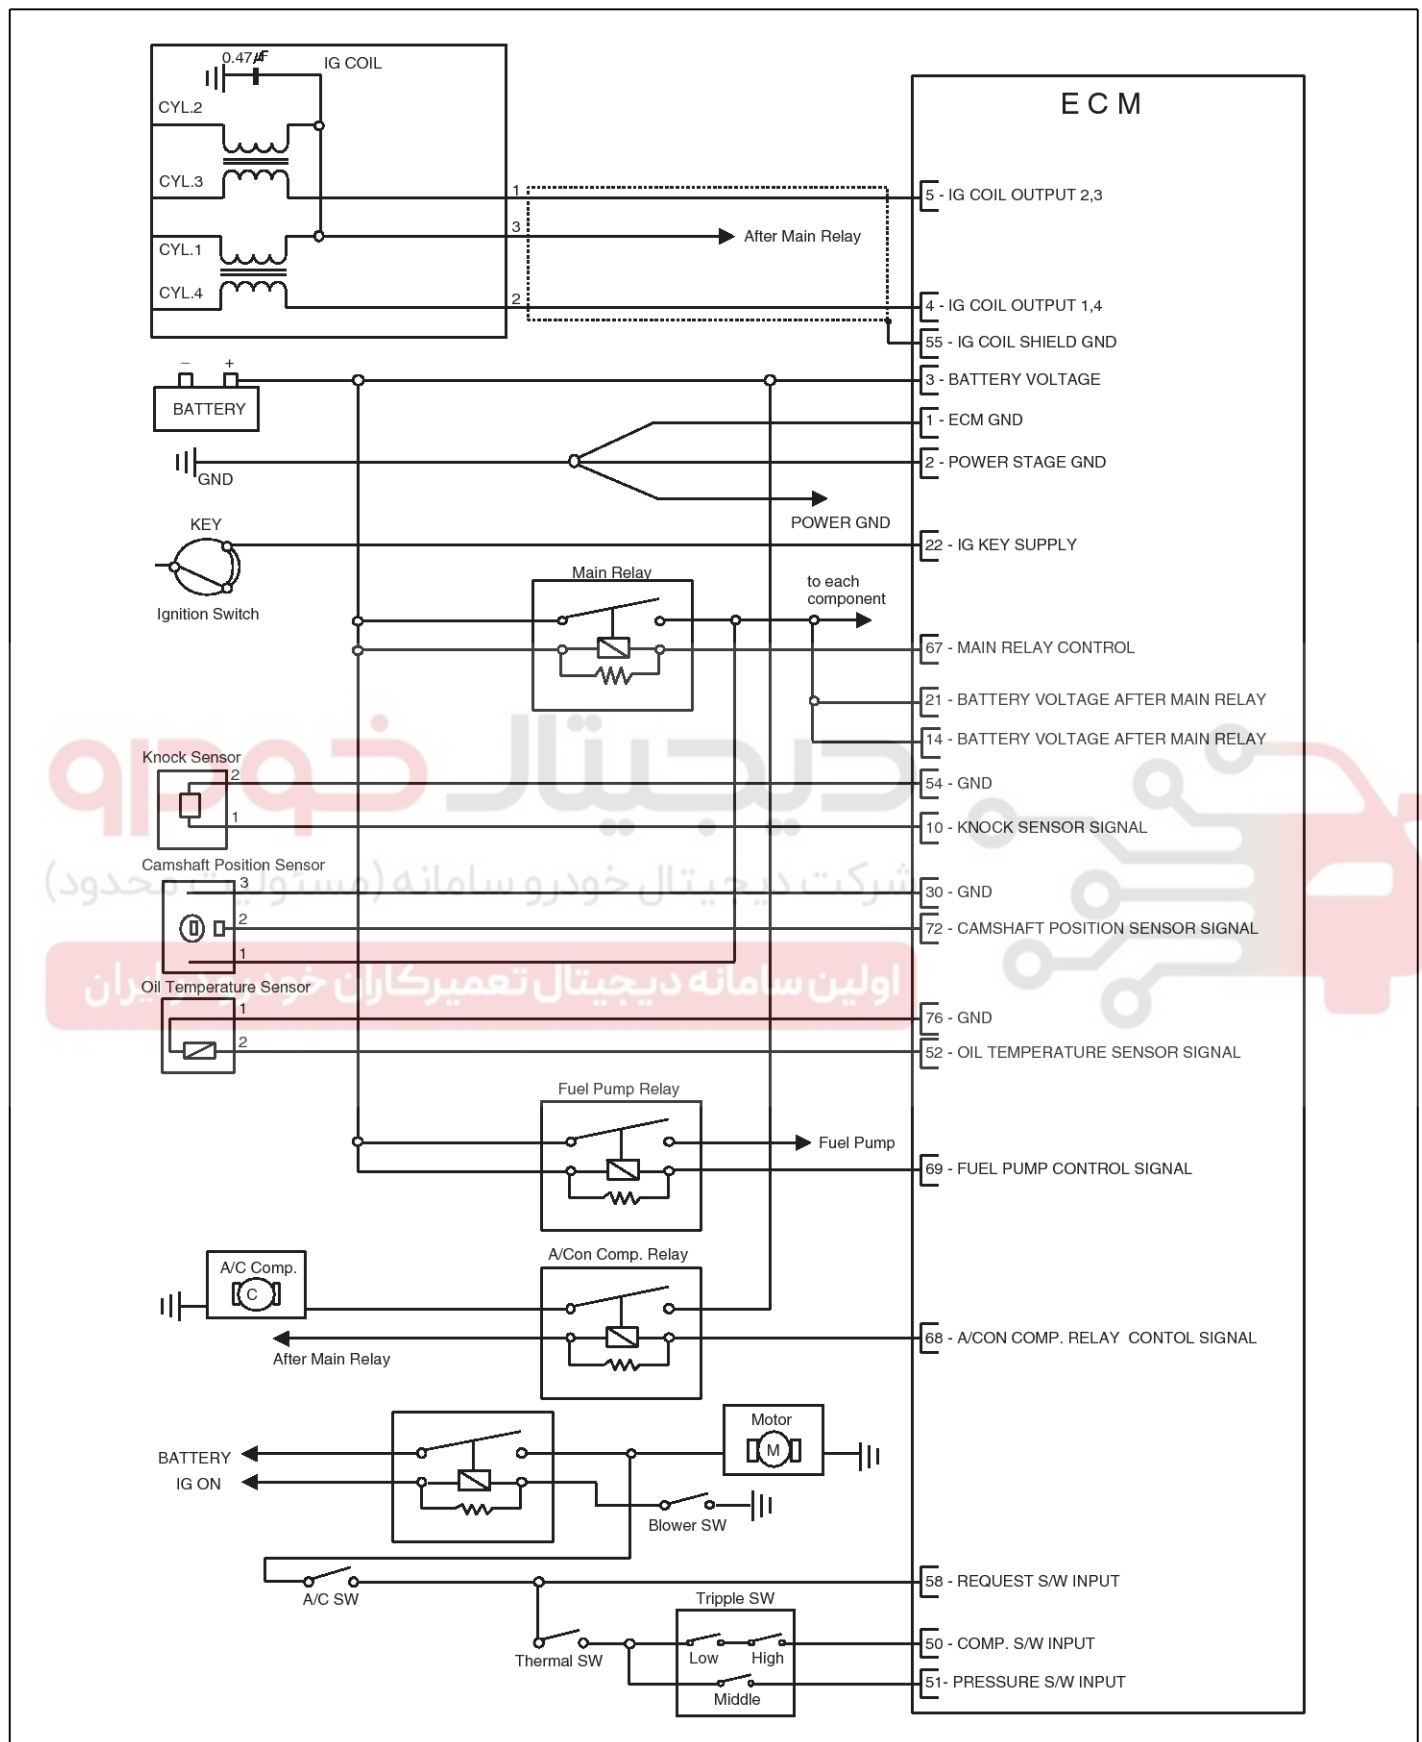 0.47㎌
IG COIL
ECM
CYL.2
CYL.3
1
5 - IG COIL OUTPUT 2,3
3
After Main Relay
CYL.1
CYL.4
2
4 - IG COIL OUTPUT 1,4
55 - IG COIL SHIELD GND
– +
3 - BATTERY VOLTAGE
BATTERY
1 - ECM GND
2 - POWER STAGE GND
GND
POWER GND
KEY
22 - IG KEY SUPPLY
Ignition Switch
Main Relay
to each
component
67 - MAIN RELAY CONTROL
21 - BATTERY VOLTAGE AFTER MAIN RELAY
14 - BATTERY VOLTAGE AFTER MAIN RELAY
دیجیتال خودرو
Knock Sensor
2
54 - GND
1
10 - KNOCK SENSOR SIGNAL
شرکت دیجیتال خودرو سامانه (مسئولیت محدود)
Camshaft Position Sensor
3
30 - GND
2
72 - CAMSHAFT POSITION SENSOR SIGNAL
1
اولین سامانه دیجیتال تعمیرکاران خودرو در ایران
Oil Temperature Sensor
1
76 - GND
2
52 - OIL TEMPERATURE SENSOR SIGNAL
Fuel Pump Relay
Fuel Pump
69 - FUEL PUMP CONTROL SIGNAL
A/Con Comp. Relay
A/C Comp.
C
68 - A/CON COMP. RELAY CONTOL SIGNAL
After Main Relay
Motor
M
BATTERY
IG ON
Blower SW
58 - REQUEST S/W INPUT
A/C SW
Tripple SW
50 - COMP. S/W INPUT
Low High
Thermal SW
51- PRESSURE S/W INPUT
Middle